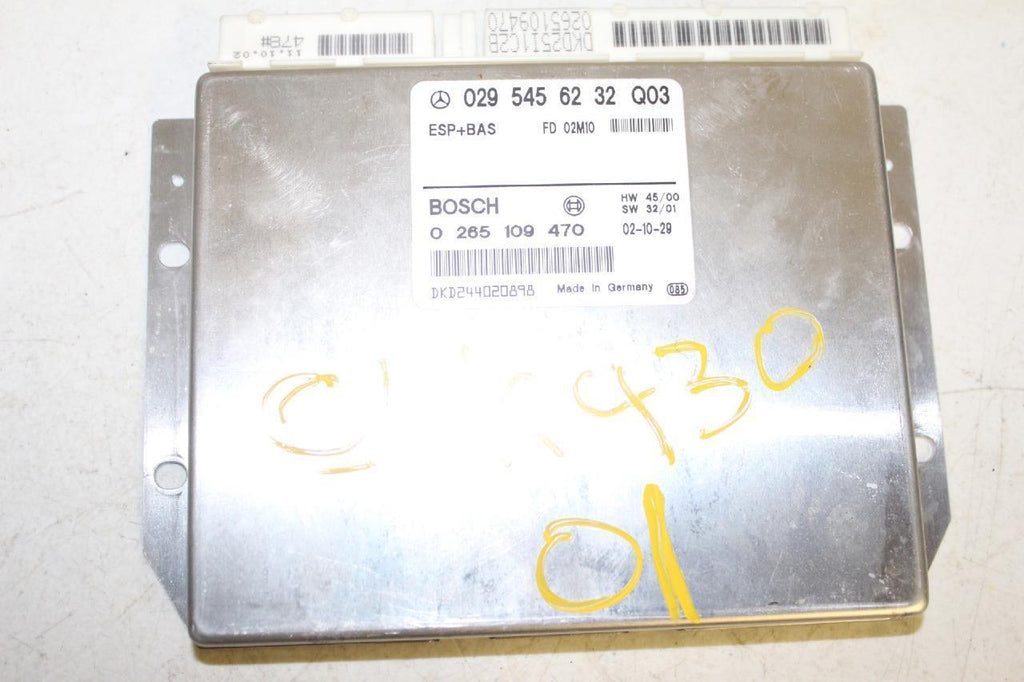 11.10.02
478#
DKD2511C2B
0265109470
029 545 62 32 Q03
ESP+BAS FD 02M10
BOSCH HW 45/00
SW 32/01
0 265 109 470 02-10-29
DKD244020898 Made in Germany 085
430
01